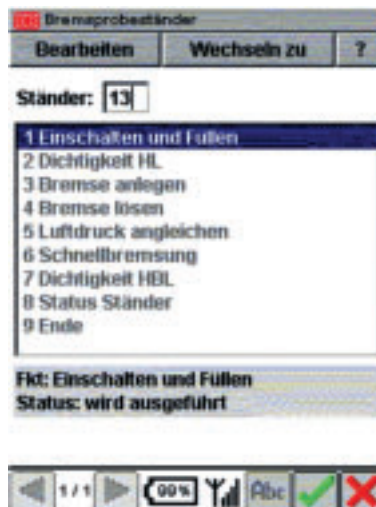 DB Bremsprobeständer
Bearbeiten Wechseln zu ?
Ständer: 13
1 Einschalten und Füllen
2 Dichtigkeit HL
3 Bremse anlegen
4 Bremse lösen
5 Luftdruck angleichen
6 Schnellbremsung
7 Dichtigkeit HBL
8 Status Ständer
9 Ende
Fkt: Einschalten und Füllen
Status: wird ausgeführt
1/1 99% Abc